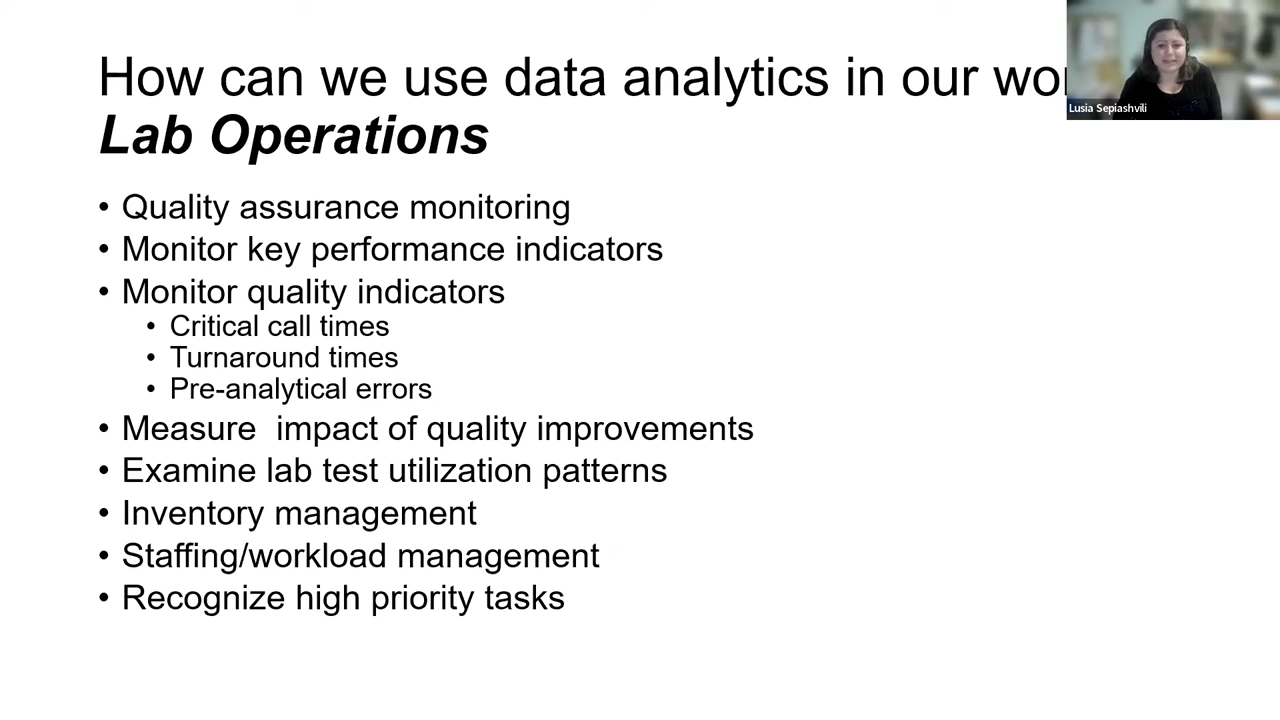 How can we use data analytics in our wor
Lab Operations
• Quality assurance monitoring
• Monitor key performance indicators
• Monitor quality indicators
• Critical call times
• Turnaround times
• Pre-analytical errors
• Measure  impact of quality improvements
• Examine lab test utilization patterns
• Inventory management
• Staffing/workload management
• Recognize high priority tasks
Lusia Sepiashvili